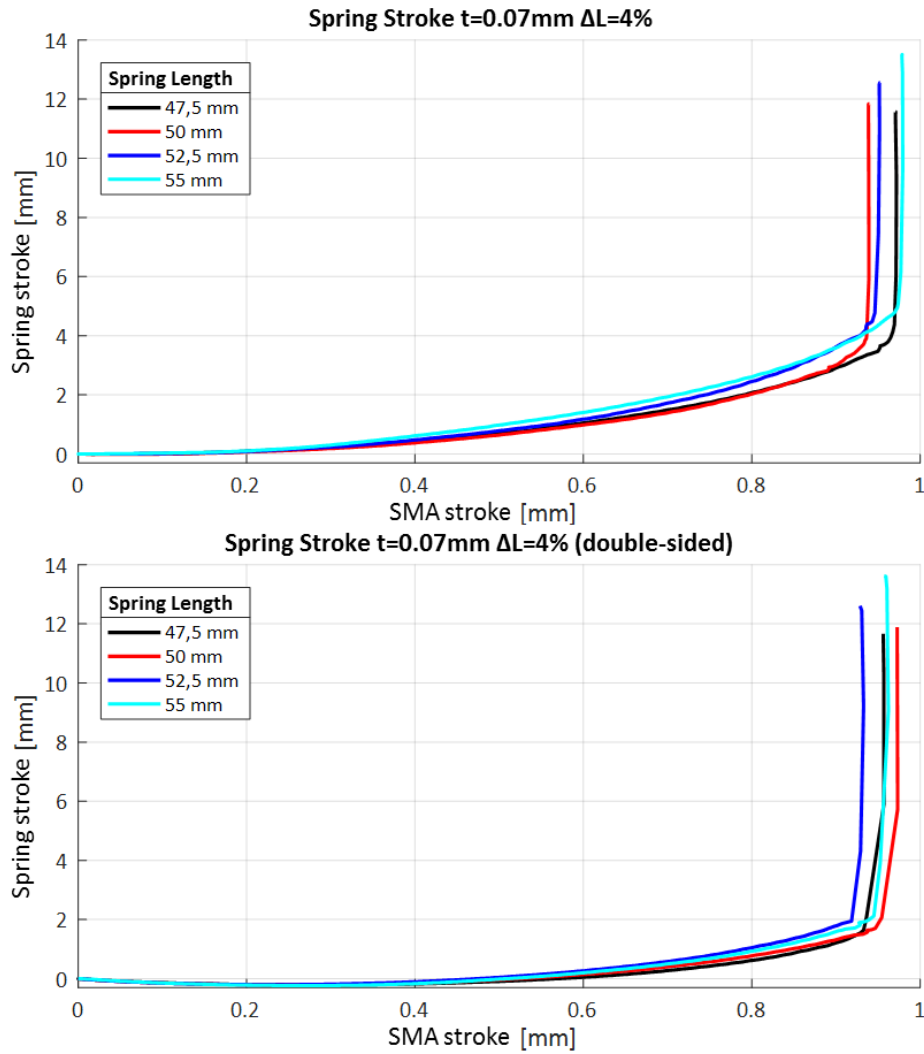 Spring Stroke t=0.07mm ΔL=4%
14
12
10
8
6
4
2
0
Spring stroke [mm]
Spring Length
47,5 mm
50 mm
52,5 mm
55 mm
0 0.2 0.4 0.6 0.8 1
SMA stroke [mm]
Spring Stroke t=0.07mm ΔL=4% (double-sided)
14
12
10
8
6
4
2
0
Spring stroke [mm]
Spring Length
47,5 mm
50 mm
52,5 mm
55 mm
0 0.2 0.4 0.6 0.8 1
SMA stroke [mm]